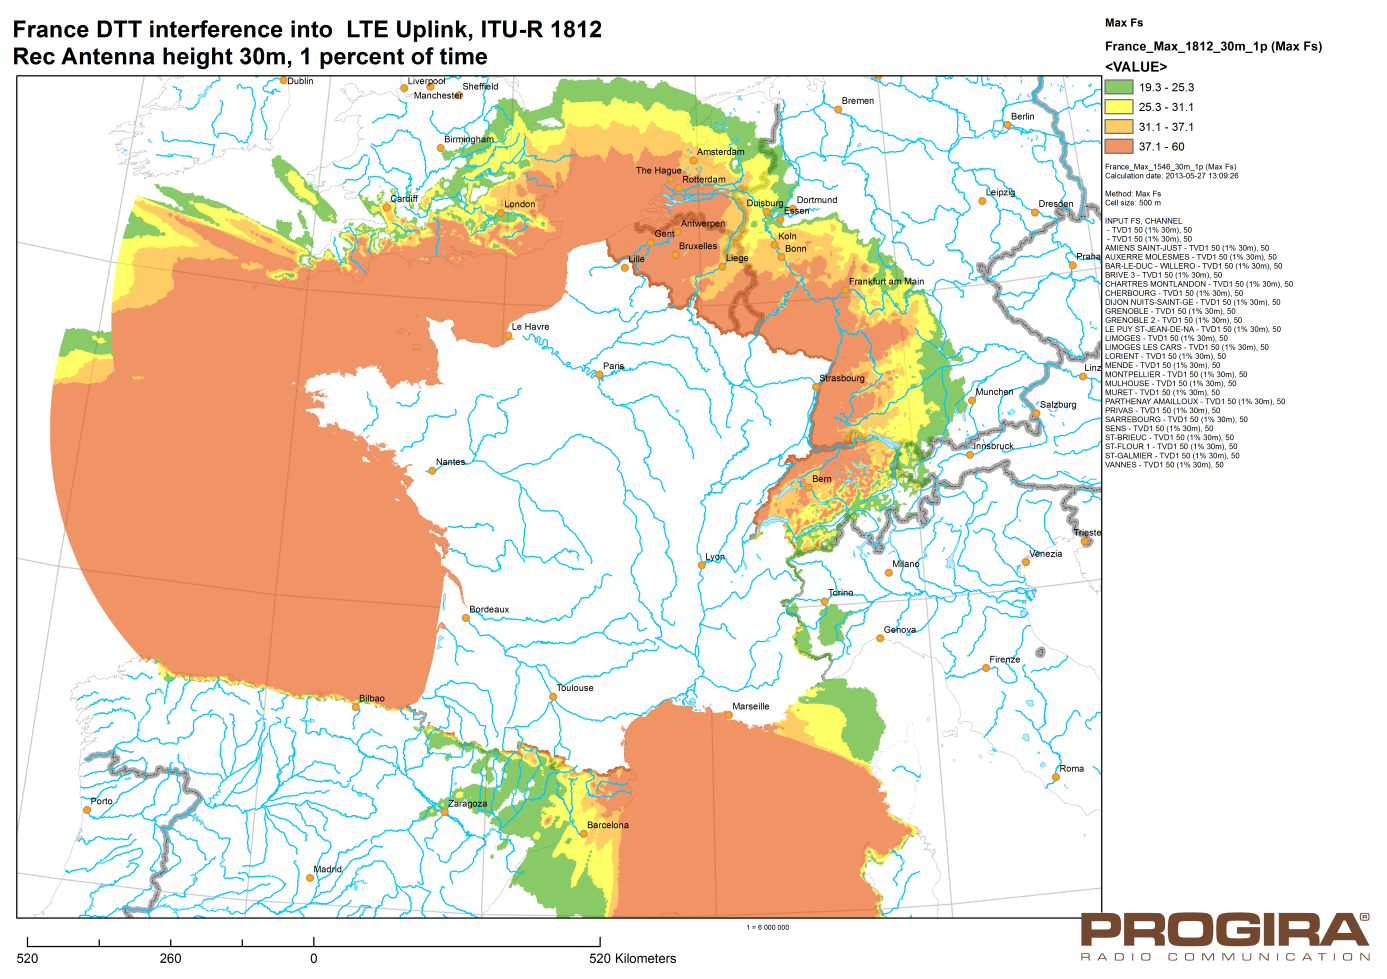 France DTT interference into  LTE Uplink, ITU-R 1812
Rec Antenna height 30m, 1 percent of time
Max Fs
France_Max_1812_30m_1p (Max Fs)
<VALUE>
19.3 - 25.3
25.3 - 31.1
31.1 - 37.1
37.1 - 60
France_Max_1546_30m_1p (Max Fs)
Calculation date: 2013-05-27 13:09:26
Method: Max Fs
Cell size: 500 m
INPUT FS, CHANNEL
- TVD1 50 (1% 30m), 50
- TVD1 50 (1% 30m), 50
AMIENS SAINT-JUST - TVD1 50 (1% 30m), 50
AUXERRE MOLESMES - TVD1 50 (1% 30m), 50
BAR-LE-DUC - WILLERO - TVD1 50 (1% 30m), 50
BRIVE 3 - TVD1 50 (1% 30m), 50
CHARTRES MONTLANDON - TVD1 50 (1% 30m), 50
CHERBOURG - TVD1 50 (1% 30m), 50
DIJON NUITS-SAINT-GE - TVD1 50 (1% 30m), 50
GRENOBLE - TVD1 50 (1% 30m), 50
GRENOBLE 2 - TVD1 50 (1% 30m), 50
LE PUY ST-JEAN-DE-NA - TVD1 50 (1% 30m), 50
LIMOGES - TVD1 50 (1% 30m), 50
LIMOGES LES CARS - TVD1 50 (1% 30m), 50
LORIENT - TVD1 50 (1% 30m), 50
MENDE - TVD1 50 (1% 30m), 50
MONTPELLIER - TVD1 50 (1% 30m), 50
MULHOUSE - TVD1 50 (1% 30m), 50
MURET - TVD1 50 (1% 30m), 50
PARTHENAY AMAILLOUX - TVD1 50 (1% 30m), 50
PRIVAS - TVD1 50 (1% 30m), 50
SARREBOURG - TVD1 50 (1% 30m), 50
SENS - TVD1 50 (1% 30m), 50
ST-BRIEUC - TVD1 50 (1% 30m), 50
ST-FLOUR 1 - TVD1 50 (1% 30m), 50
ST-GALMIER - TVD1 50 (1% 30m), 50
VANNES - TVD1 50 (1% 30m), 50
Dublin
Liverpool
Sheffield
Manchester
Bremen
Berlin
Birmingham
Amsterdam
The Hague
Rotterdam
Leipzig
Dresden
Cardiff
London
Duisburg
Dortmund
Essen
Antwerpen
Gent
Koln
Bruxelles
Bonn
Lille
Liege
Praha
Frankfurt am Main
Le Havre
Paris
Linz
Strasbourg
Munchen
Salzburg
Innsbruck
Nantes
Bern
Trieste
Lyon
Venezia
Milano
Torino
Bordeaux
Genova
Firenze
Toulouse
Bilbao
Marseille
Roma
Porto
Zaragoza
Barcelona
Madrid
1 = 6 000 000
520
260
0
520 Kilometers
PROGIRA®
RADIO COMMUNICATION